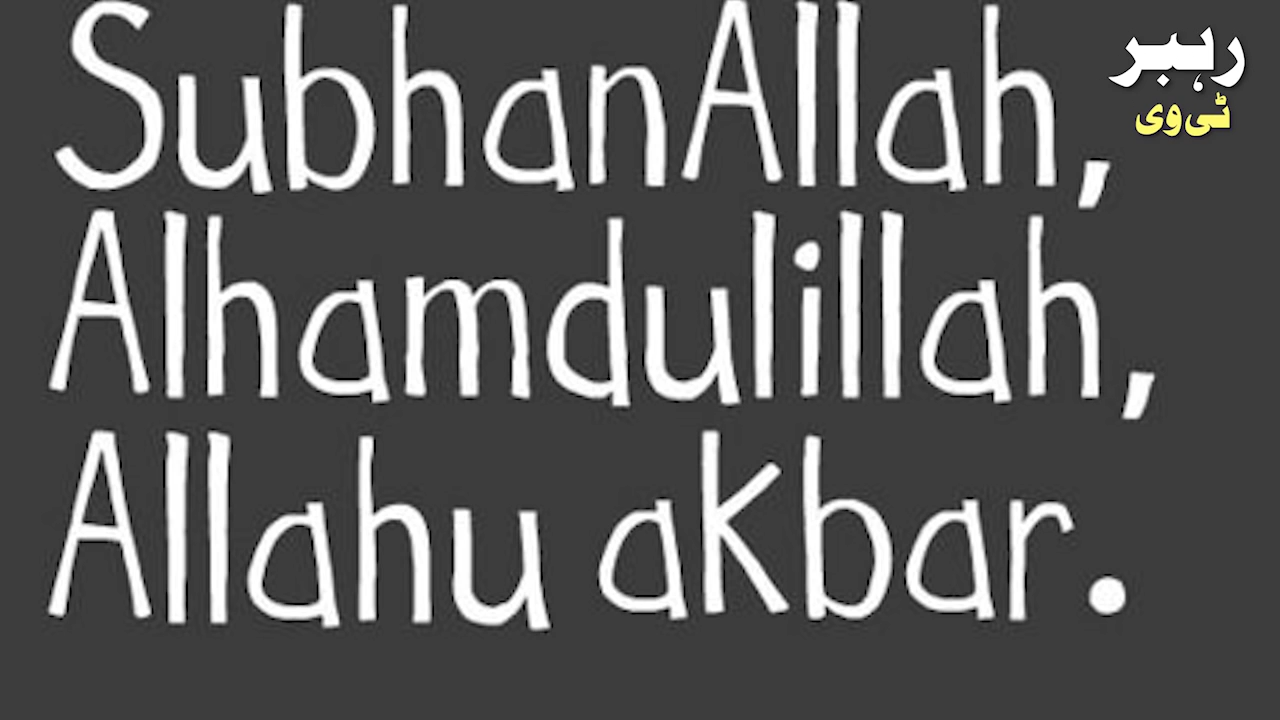 SubhanAllah,
Alhamdulillah,
Allahu akbar.
رہبر
ٹی وی